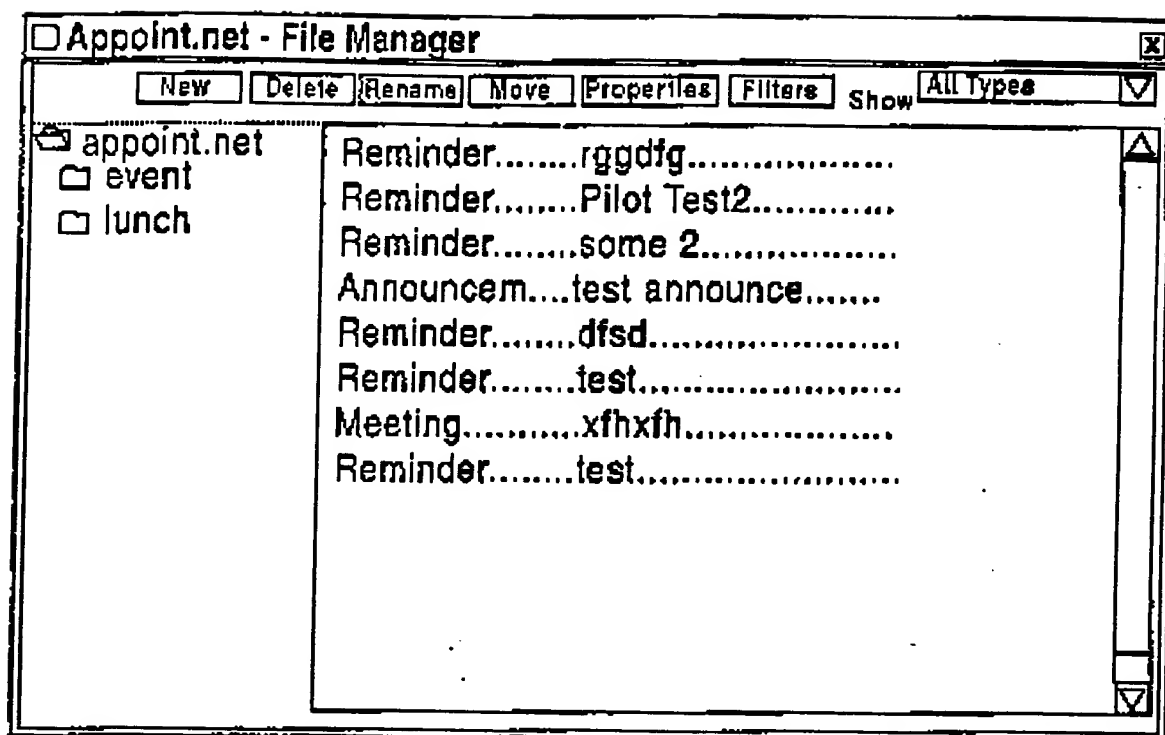 Appoint.net - File Manager
New Delete Rename Move Properties Filters Show All Types
appoint.net
event
lunch
Reminder........rggdfg....................
Reminder........Pilot Test2.............
Reminder........some 2...................
Announcem....test announce.......
Reminder........dfsd........................
Reminder........test.........................
Meeting...........xfhxfh....................
Reminder........test.........................